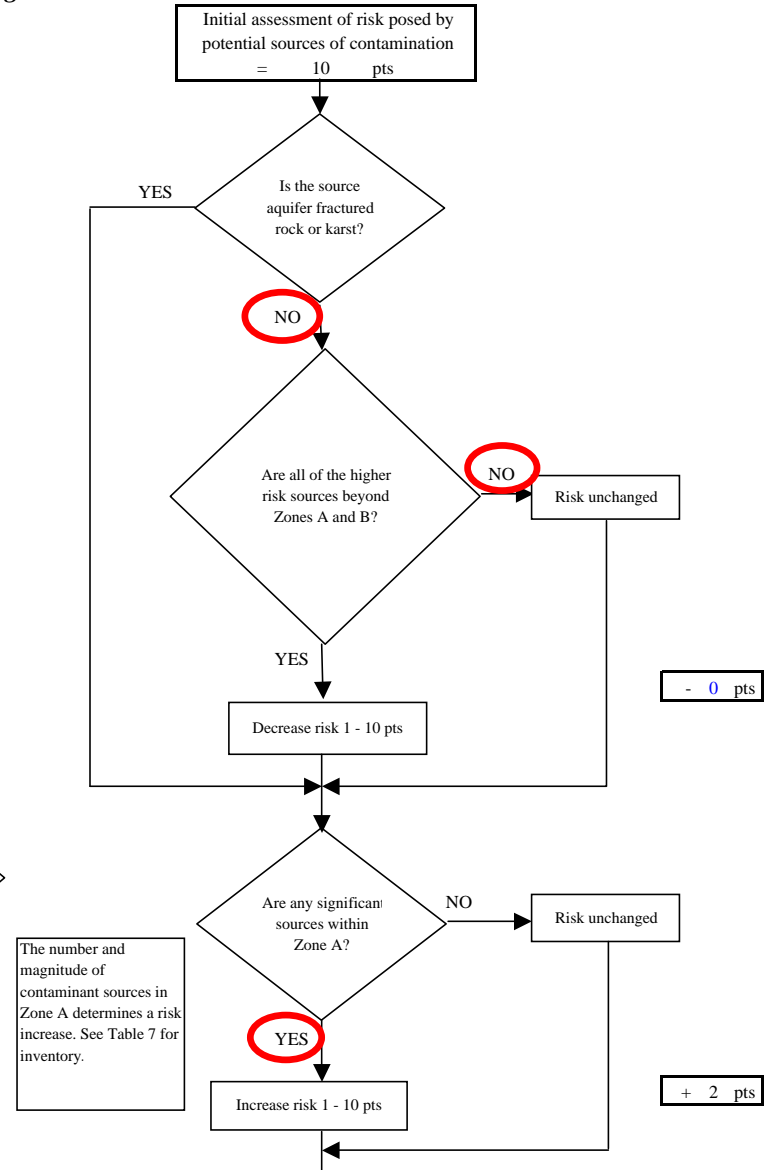 g
Initial assessment of risk posed by
potential sources of contamination
= 10 pts
Is the source
aquifer fractured
rock or karst?
YES
NO
Are all of the higher
risk sources beyond
Zones A and B?
NO
Risk unchanged
YES
- 0 pts
Decrease risk 1 - 10 pts
Are any significant
sources within
Zone A?
NO
Risk unchanged
The number and
magnitude of
contaminant sources in
Zone A determines a risk
increase. See Table 7 for
inventory.
YES
+ 2 pts
Increase risk 1 - 10 pts